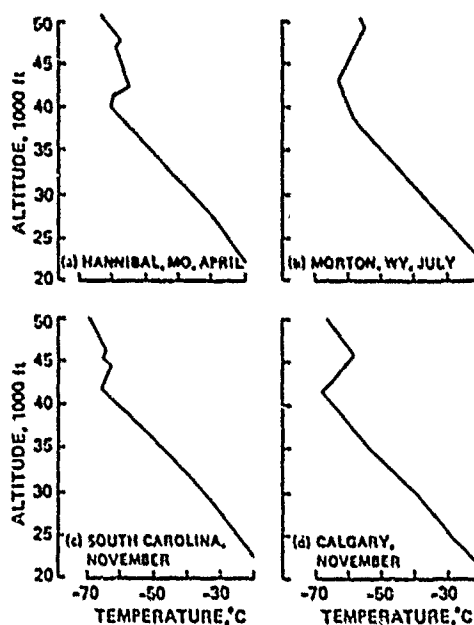 ALTITUDE, 1000 ft
50
45
40
35
30
25
20
(a) HANNIBAL, MO, APRIL
(b) MORTON, WY, JULY
ALTITUDE, 1000 ft
50
45
40
35
30
25
20
(c) SOUTH CAROLINA,
NOVEMBER
(d) CALGARY,
NOVEMBER
-70 -50 -30
-70 -50 -30
TEMPERATURE, °C
TEMPERATURE, °C